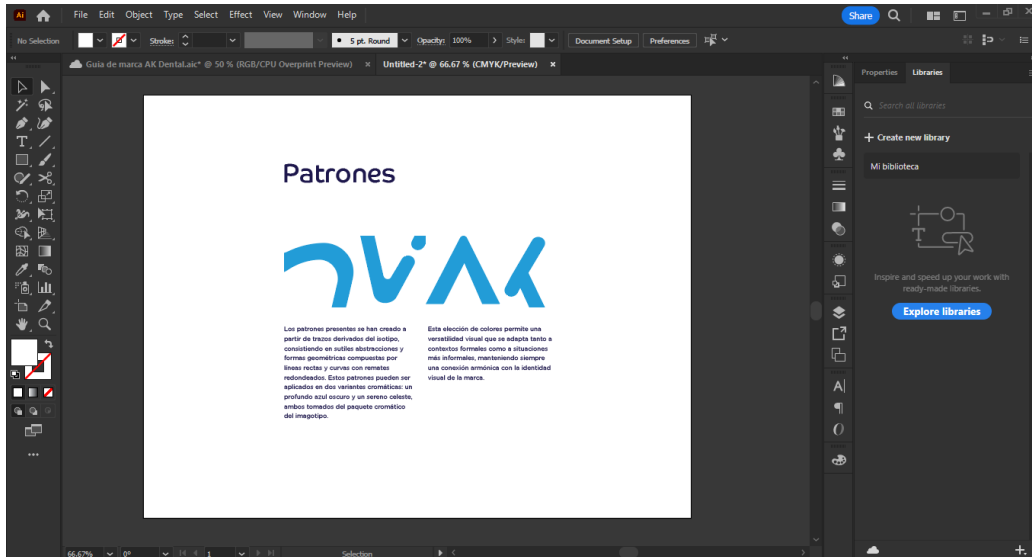 Ai
File Edit Object Type Select Effect View Window Help
Share
No Selection
Stroke:
5 pt. Round
Opacity: 100%
Style:
Document Setup
Preferences
Guia de marca AK Dental.aic* @ 50 % (RGB/CPU Overprint Preview) ×
Untitled-2* @ 66.67 % (CMYK/Preview) ×
Properties
Libraries
Search all libraries
+ Create new library
Mi biblioteca
Inspire and speed up your work with
ready-made libraries.
Explore libraries
Patrones
Los patrones presentes se han creado a
partir de trazos derivados del isotipo,
consistiendo en sutiles abstracciones y
formas geométricas compuestas por
líneas rectas y curvas con remates
redondeados. Estos patrones pueden ser
aplicados en dos variantes cromáticas: un
profundo azul oscuro y un sereno celeste,
ambos tomados del paquete cromático
del imagotipo.
Esta elección de colores permite una
versatilidad visual que se adapta tanto a
contextos formales como a situaciones
más informales, manteniendo siempre
una conexión armónica con la identidad
visual de la marca.
66.67%
0°
1
Selection